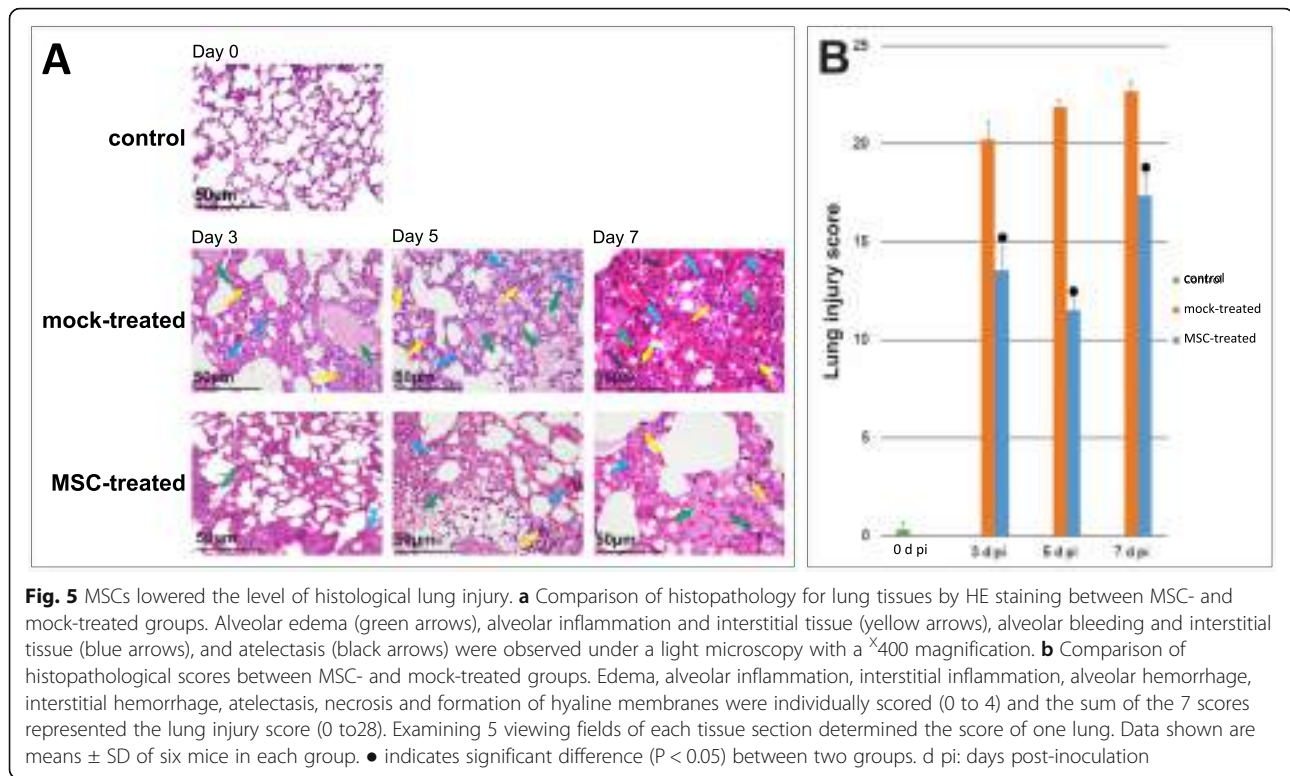 A
Day 0
control
50μm
Day 3
Day 5
Day 7
mock-treated
50μm
50μm
50μm
MSC-treated
50μm
50μm
50μm
B
25
20
15
10
5
0
Lung injury score
0 d pi
3 d pi
5 d pi
7 d pi
control
mock-treated
MSC-treated
Fig. 5 MSCs lowered the level of histological lung injury. a Comparison of histopathology for lung tissues by HE staining between MSC- and
mock-treated groups. Alveolar edema (green arrows), alveolar inflammation and interstitial tissue (yellow arrows), alveolar bleeding and interstitial
tissue (blue arrows), and atelectasis (black arrows) were observed under a light microscopy with a X400 magnification. b Comparison of
histopathological scores between MSC- and mock-treated groups. Edema, alveolar inflammation, interstitial inflammation, alveolar hemorrhage,
interstitial hemorrhage, atelectasis, necrosis and formation of hyaline membranes were individually scored (0 to 4) and the sum of the 7 scores
represented the lung injury score (0 to28). Examining 5 viewing fields of each tissue section determined the score of one lung. Data shown are
means ± SD of six mice in each group. ● indicates significant difference (P < 0.05) between two groups. d pi: days post-inoculation